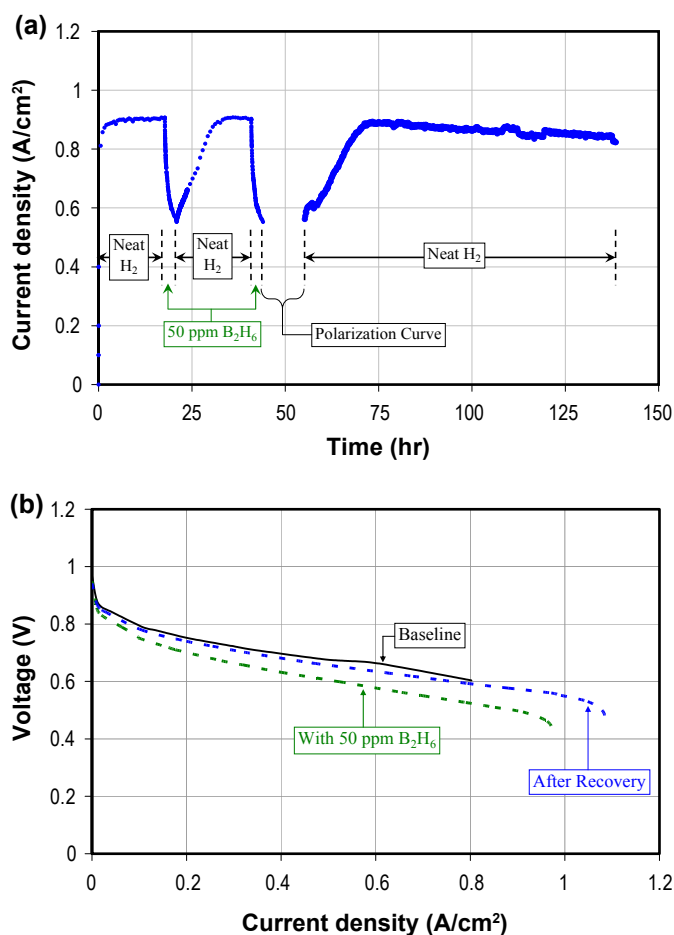 (a)
Current density (A/cm²)
1.2
1
0.8
0.6
0.4
0.2
0
Neat
H₂
Neat
H₂
Neat H₂
50 ppm B₂H₆
Polarization Curve
0 25 50 75 100 125 150
Time (hr)
(b)
Voltage (V)
1.2
1
0.8
0.6
0.4
0.2
0
Baseline
With 50 ppm B₂H₆
After Recovery
0 0.2 0.4 0.6 0.8 1 1.2
Current density (A/cm²)